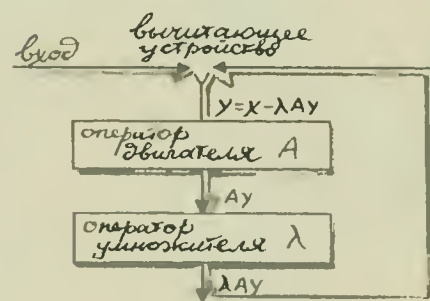 вычитающее
устройство
вход
y=x-λAy
оператор
двигателя A
Ay
оператор
умножителя λ
λAy